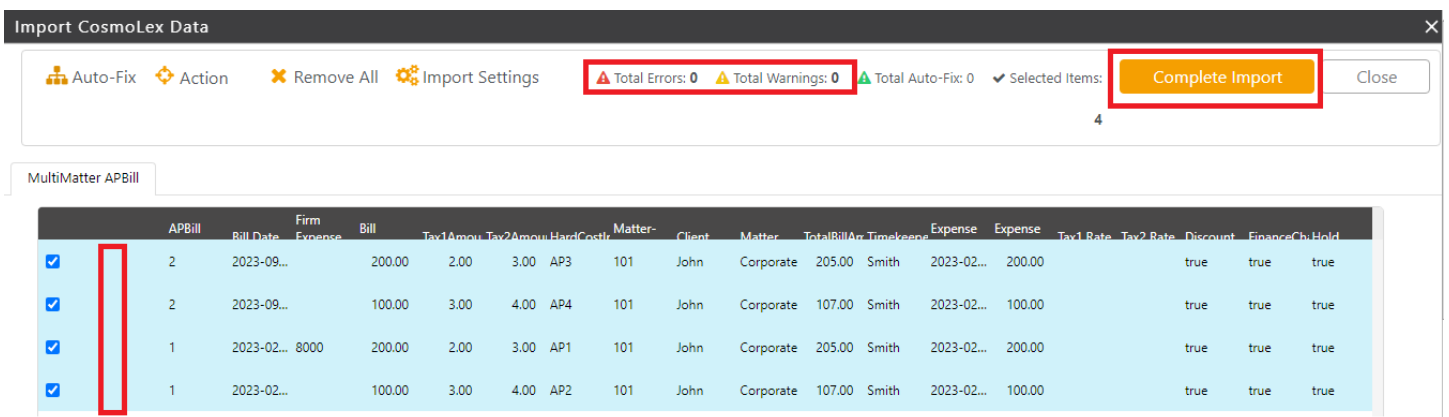 Import CosmoLex Data
Auto-Fix Action Remove All Import Settings Total Errors: 0 Total Warnings: 0 Total Auto-Fix: 0 Selected Items: Complete Import Close
4
MultiMatter APBill
APBill Bill Date Firm Expense Bill Tax1Amou Tax2Amou HardCostIr Matter- Client Matter TotalBillAm Timekeepe Expense Expense Tax1 Rate Tax2 Rate Discount FinanceCh Hold
2 2023-09... 200.00 2.00 3.00 AP3 101 John Corporate 205.00 Smith 2023-02... 200.00 true true true
2 2023-09... 100.00 3.00 4.00 AP4 101 John Corporate 107.00 Smith 2023-02... 100.00 true true true
1 2023-02... 8000 200.00 2.00 3.00 AP1 101 John Corporate 205.00 Smith 2023-02... 200.00 true true true
1 2023-02... 100.00 3.00 4.00 AP2 101 John Corporate 107.00 Smith 2023-02... 100.00 true true true